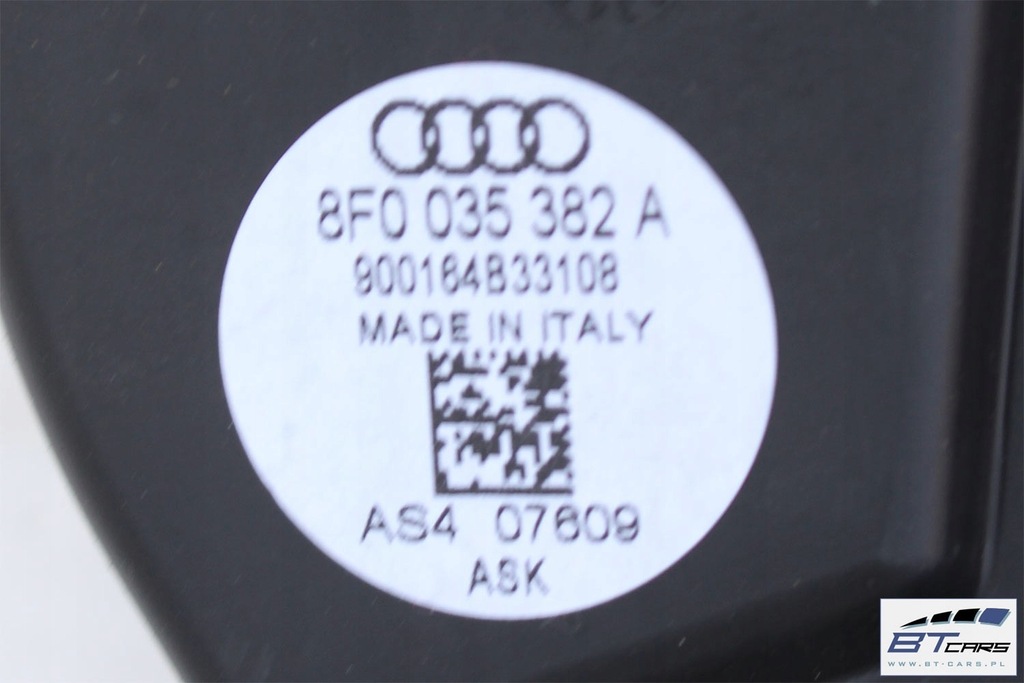 8F0 035 382 A
900164B33108
MADE IN ITALY
AS4 07609
ASK
BT CARS
WWW.BT-CARS.PL